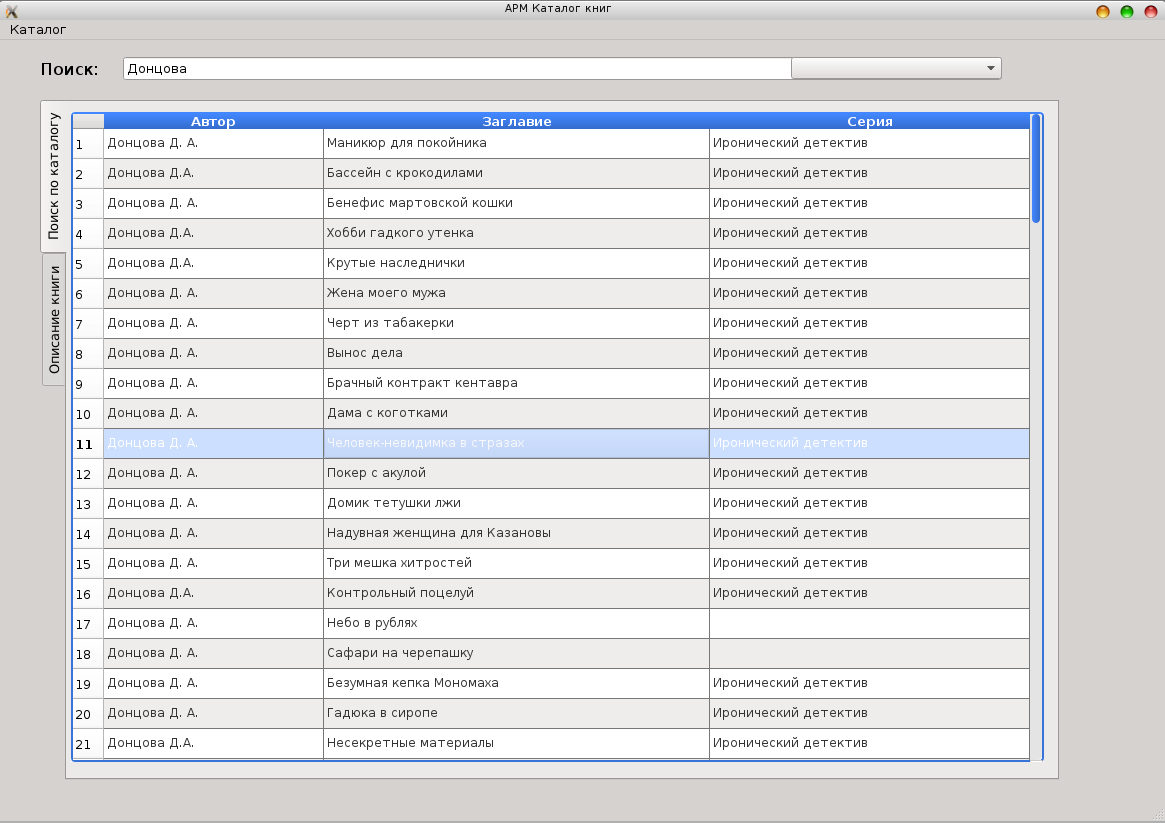 АРМ Каталог книг
Каталог
Поиск: Донцова
Поиск по каталогу
Описание книги
Автор Заглавие Серия
1 Донцова Д. А. Маникюр для покойника Иронический детектив
2 Донцова Д.А. Бассейн с крокодилами Иронический детектив
3 Донцова Д. А. Бенефис мартовской кошки Иронический детектив
4 Донцова Д.А. Хобби гадкого утенка Иронический детектив
5 Донцова Д.А. Крутые наследнички Иронический детектив
6 Донцова Д. А. Жена моего мужа Иронический детектив
7 Донцова Д. А. Черт из табакерки Иронический детектив
8 Донцова Д. А. Вынос дела Иронический детектив
9 Донцова Д. А. Брачный контракт кентавра Иронический детектив
10 Донцова Д. А. Дама с коготками Иронический детектив
11 Донцова Д. А. Человек-невидимка в стразах Иронический детектив
12 Донцова Д. А. Покер с акулой Иронический детектив
13 Донцова Д. А. Домик тетушки лжи Иронический детектив
14 Донцова Д. А. Надувная женщина для Казановы Иронический детектив
15 Донцова Д. А. Три мешка хитростей Иронический детектив
16 Донцова Д.А. Контрольный поцелуй Иронический детектив
17 Донцова Д. А. Небо в рублях
18 Донцова Д. А. Сафари на черепашку
19 Донцова Д. А. Безумная кепка Мономаха Иронический детектив
20 Донцова Д. А. Гадюка в сиропе Иронический детектив
21 Донцова Д.А. Несекретные материалы Иронический детектив